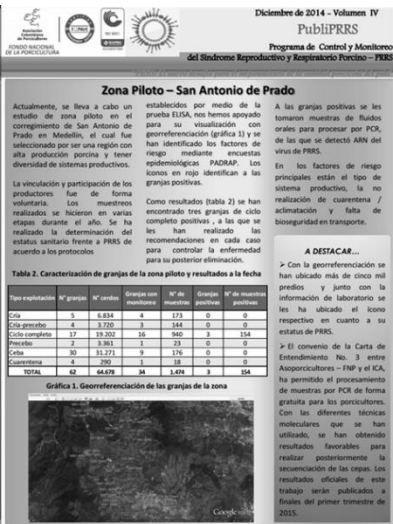 Asociación
Colombiana
de Porcicultores
FONDO NACIONAL
DE LA PORCICULTURA
Diciembre de 2014 - Volumen IV
PubliPRRS
Programa de Control y Monitoreo
del Síndrome Reproductivo y Respiratorio Porcino – PRRS
Zona Piloto – San Antonio de Prado
Actualmente, se lleva a cabo un
estudio de zona piloto en el
corregimiento de San Antonio de
Prado en Medellín, el cual fue
seleccionado por ser una región con
alta producción porcina y tener
diversidad de sistemas productivos.
La vinculación y participación de los
productores fue de forma
voluntaria. Los muestreos
realizados se hicieron en varias
etapas durante el año. Se ha
realizado la determinación del
estatus sanitario frente a PRRS de
acuerdo a los protocolos
establecidos por medio de la
prueba ELISA, nos hemos apoyado
para su visualización con
georreferenciación (gráfica 1) y se
han identificado los factores de
riesgo mediante encuestas
epidemiológicas PADRAP. Los
íconos en rojo identifican a las
granjas positivas.
Como resultados (tabla 2) se han
encontrado tres granjas de ciclo
completo positivas , a las que se
les han realizado las
recomendaciones en cada caso
para controlar la enfermedad
para su posterior eliminación.
A las granjas positivas se les
tomaron muestras de fluidos
orales para procesar por PCR,
de las que se detectó ARN del
virus de PRRS.
En los factores de riesgo
principales están el tipo de
sistema productivo, la no
realización de cuarentena /
aclimatación y falta de
bioseguridad en transporte.
Tabla 2. Caracterización de granjas de la zona piloto y resultados a la fecha
Tipo explotación N° granjas N° cerdos Granjas con monitoreo N° de muestras Granjas positivas N° de muestras positivas
Cría 5 6.834 4 173 0 0
Cría-precebo 4 3.720 3 144 0 0
Ciclo completo 17 19.202 16 940 3 154
Precebo 2 3.361 1 23 0 0
Ceba 30 31.271 9 176 0 0
Cuarentena 4 290 1 18 0 0
TOTAL 62 64.678 34 1.474 3 154
Gráfica 1. Georreferenciación de las granjas de la zona
Google
A DESTACAR...
➢ Con la georreferenciación se
han ubicado más de cinco mil
predios y junto con la
información de laboratorio se
les ha ubicado el ícono
respectivo en cuanto a su
estatus de PRRS.
➢ El convenio de la Carta de
Entendimiento No. 3 entre
Asoporcicultores – FNP y el ICA,
ha permitido el procesamiento
de muestras por PCR de forma
gratuita para los porcicultores.
Con las diferentes técnicas
moleculares que se han
utilizado, se han obtenido
resultados favorables para
realizar posteriormente la
secuenciación de las cepas. Los
resultados oficiales de este
trabajo serán publicados a
finales del primer trimestre de
2015.